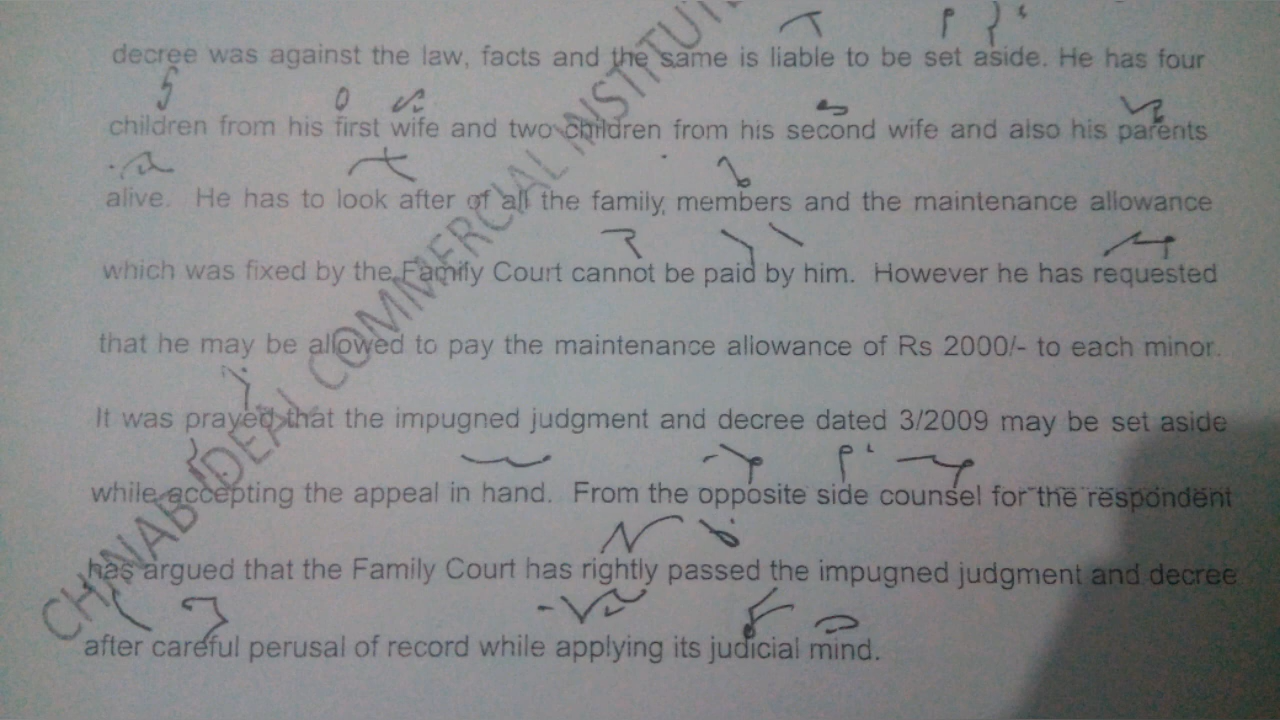 decree was against the law, facts and the same is liable to be set aside. He has four
children from his first wife and two children from his second wife and also his parents
alive. He has to look after of all the family, members and the maintenance allowance
which was fixed by the Family Court cannot be paid by him. However he has requested
that he may be allowed to pay the maintenance allowance of Rs 2000/- to each minor.
It was prayed that the impugned judgment and decree dated 3/2009 may be set aside
while accepting the appeal in hand. From the opposite side counsel for the respondent
has argued that the Family Court has rightly passed the impugned judgment and decree
after careful perusal of record while applying its judicial mind.
CHNAB IDEAL COMMERCIAL INSTITUTE